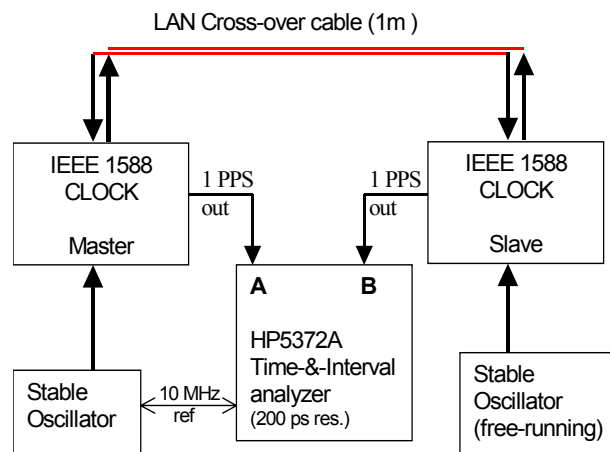 LAN Cross-over cable (1m )
IEEE 1588
CLOCK
Master
1 PPS
out
1 PPS
out
IEEE 1588
CLOCK
Slave
A
B
HP5372A
Time-&-Interval
analyzer
(200 ps res.)
Stable
Oscillator
10 MHz
ref
Stable
Oscillator
(free-running)